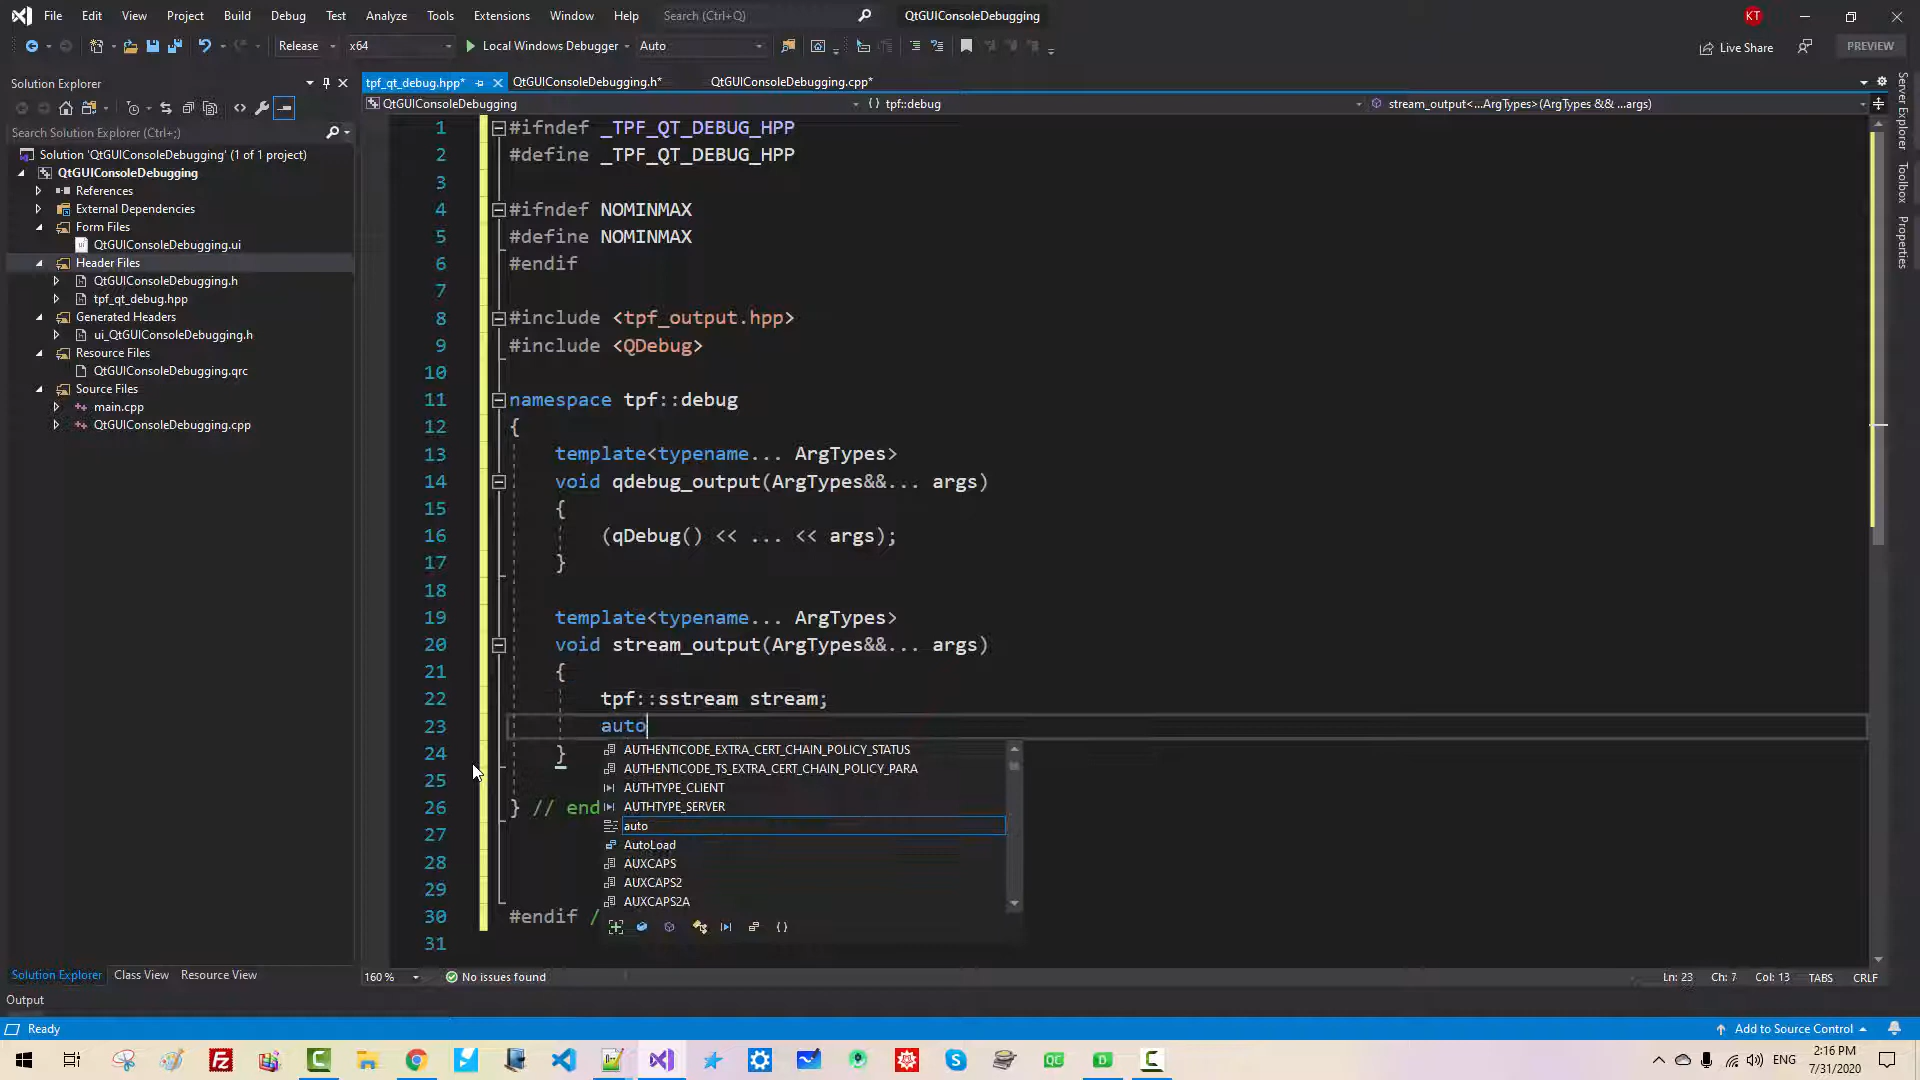 File Edit View Project Build Debug Test Analyze Tools Extensions Window Help Search (Ctrl+Q) QtGUIConsoleDebugging KT
Release x64 Local Windows Debugger Auto Live Share PREVIEW
Solution Explorer
tpf_qt_debug.hpp* QtGUIConsoleDebugging.h* QtGUIConsoleDebugging.cpp*
QtGUIConsoleDebugging { } tpf::debug stream_output<...ArgTypes>(ArgTypes && ...args)
Search Solution Explorer (Ctrl+;)
Solution 'QtGUIConsoleDebugging' (1 of 1 project)
QtGUIConsoleDebugging
References
External Dependencies
Form Files
QtGUIConsoleDebugging.ui
Header Files
QtGUIConsoleDebugging.h
tpf_qt_debug.hpp
Generated Headers
ui_QtGUIConsoleDebugging.h
Resource Files
QtGUIConsoleDebugging.qrc
Source Files
main.cpp
QtGUIConsoleDebugging.cpp
1 #ifndef _TPF_QT_DEBUG_HPP
2 #define _TPF_QT_DEBUG_HPP
3
4 #ifndef NOMINMAX
5 #define NOMINMAX
6 #endif
7
8 #include <tpf_output.hpp>
9 #include <QDebug>
10
11 namespace tpf::debug
12 {
13 template<typename... ArgTypes>
14 void qdebug_output(ArgTypes&&... args)
15 {
16 (qDebug() << ... << args);
17 }
18
19 template<typename... ArgTypes>
20 void stream_output(ArgTypes&&... args)
21 {
22 tpf::sstream stream;
23 auto
24 }
25
26 } // end
27
28
29
30 #endif /
31
AUTHENTICODE_EXTRA_CERT_CHAIN_POLICY_STATUS
AUTHENTICODE_TS_EXTRA_CERT_CHAIN_POLICY_PARA
AUTHTYPE_CLIENT
AUTHTYPE_SERVER
auto
AutoLoad
AUXCAPS
AUXCAPS2
AUXCAPS2A
Server Explorer
Toolbox
Properties
Solution Explorer Class View Resource View
160 % No issues found Ln: 23 Ch: 7 Col: 13 TABS CRLF
Output
Ready Add to Source Control
ENG 2:16 PM
7/31/2020